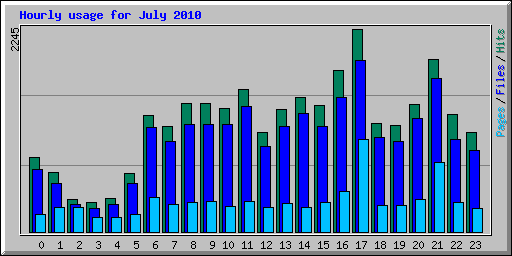 Hourly usage for July 2010
2245
Pages / Files / Hits
0 1 2 3 4 5 6 7 8 9 10 11 12 13 14 15 16 17 18 19 20 21 22 23